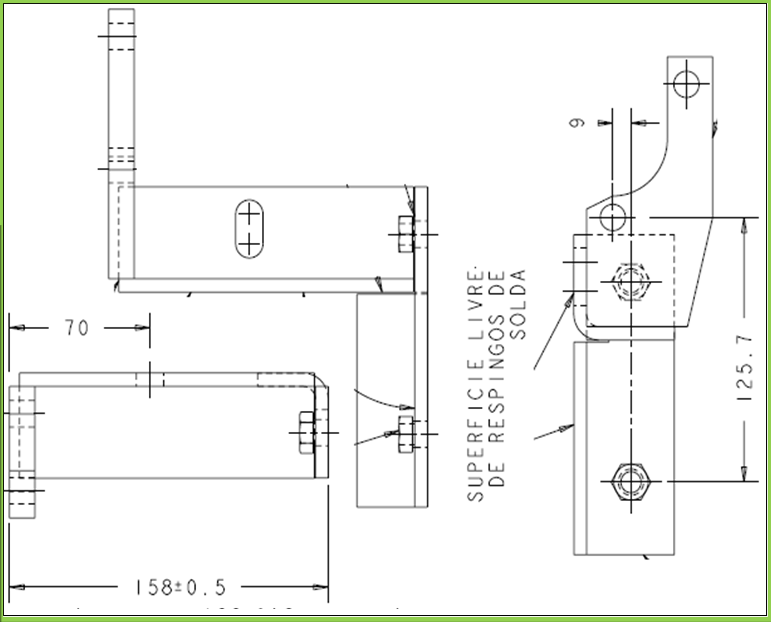 9
70
SUPERFICIE LIVRE-
DE RESPINGOS DE
SOLDA
125.7
158±0.5